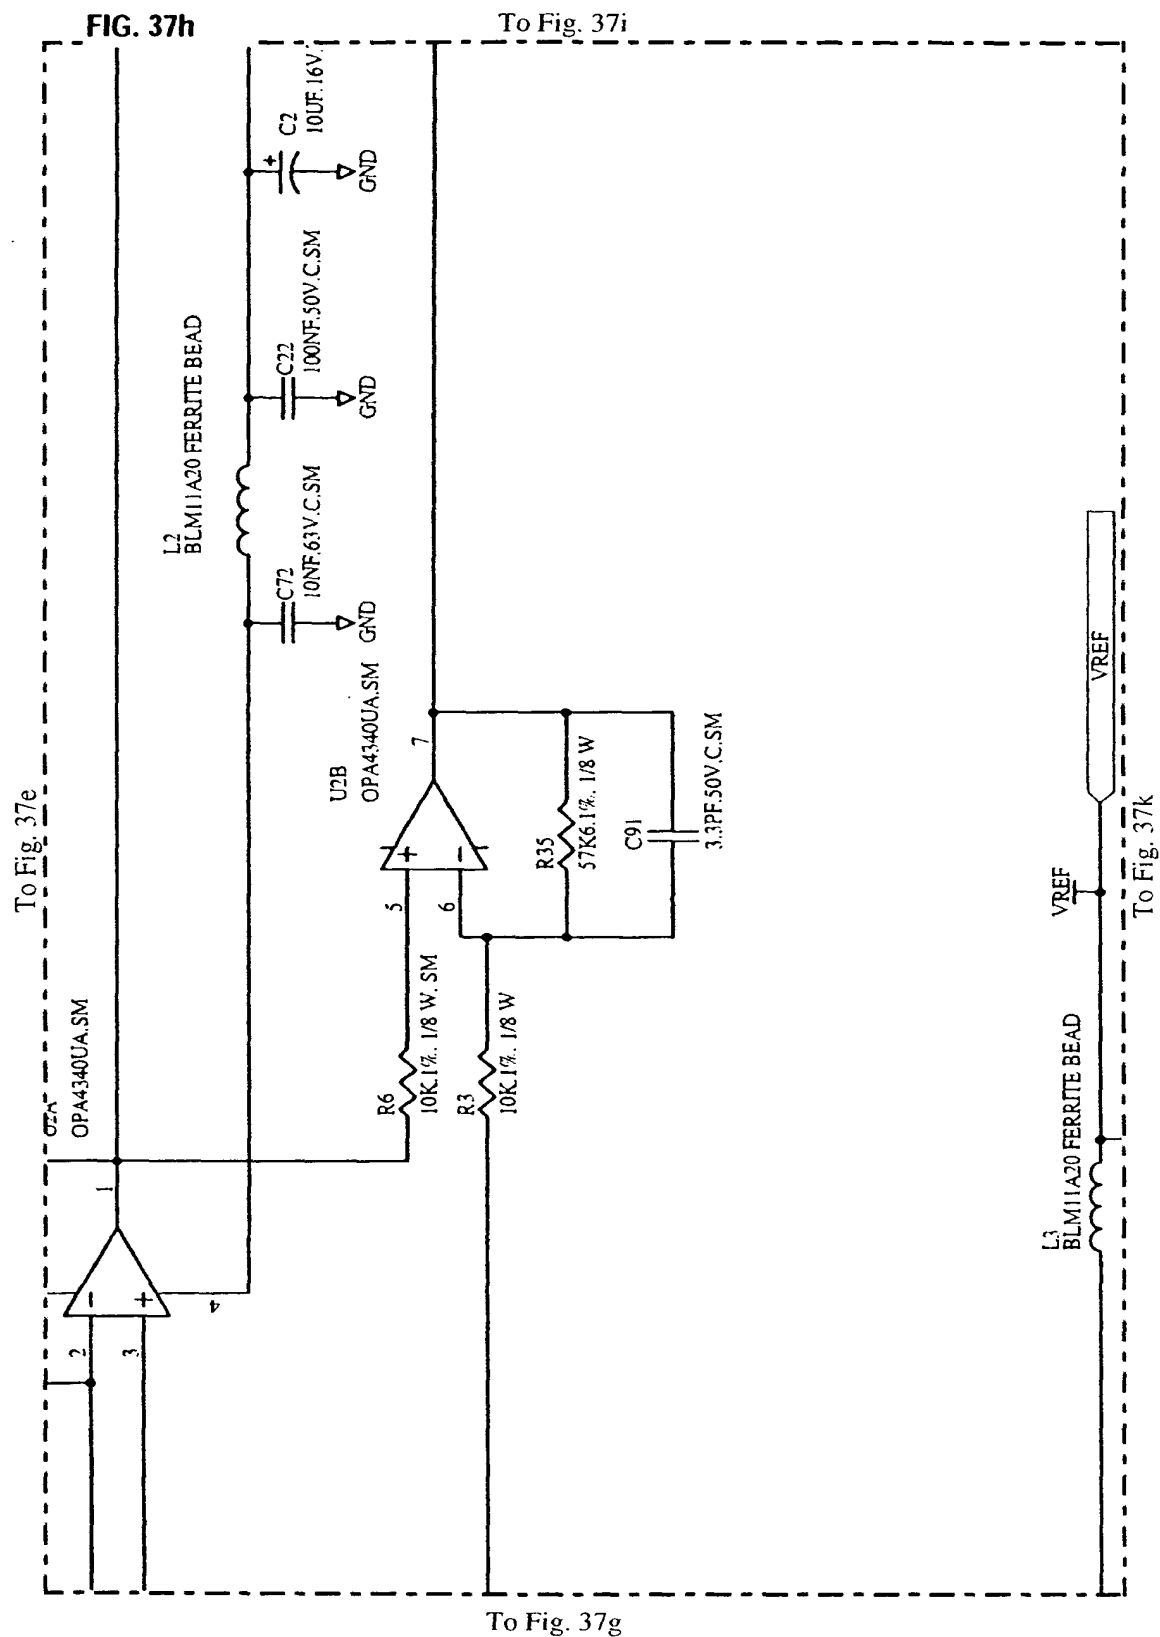 FIG. 37h
To Fig. 37i
To Fig. 37e
C2
10UF.16V.
GND
C22
100NF.50V.C.SM
GND
L2
BLM11A20 FERRITE BEAD
C72
10NF.63V.C.SM
GND
U2B
OPA4340UA.SM
7
5
6
R35
57K6.1%.. 1/8 W
C91
3.3PF.50V.C.SM
U2A
OPA4340UA.SM
1
2
3
4
R6
10K.1%.. 1/8 W. SM
R3
10K.1%.. 1/8 W
VREF
VREF
L3
BLM11A20 FERRITE BEAD
To Fig. 37k
To Fig. 37g